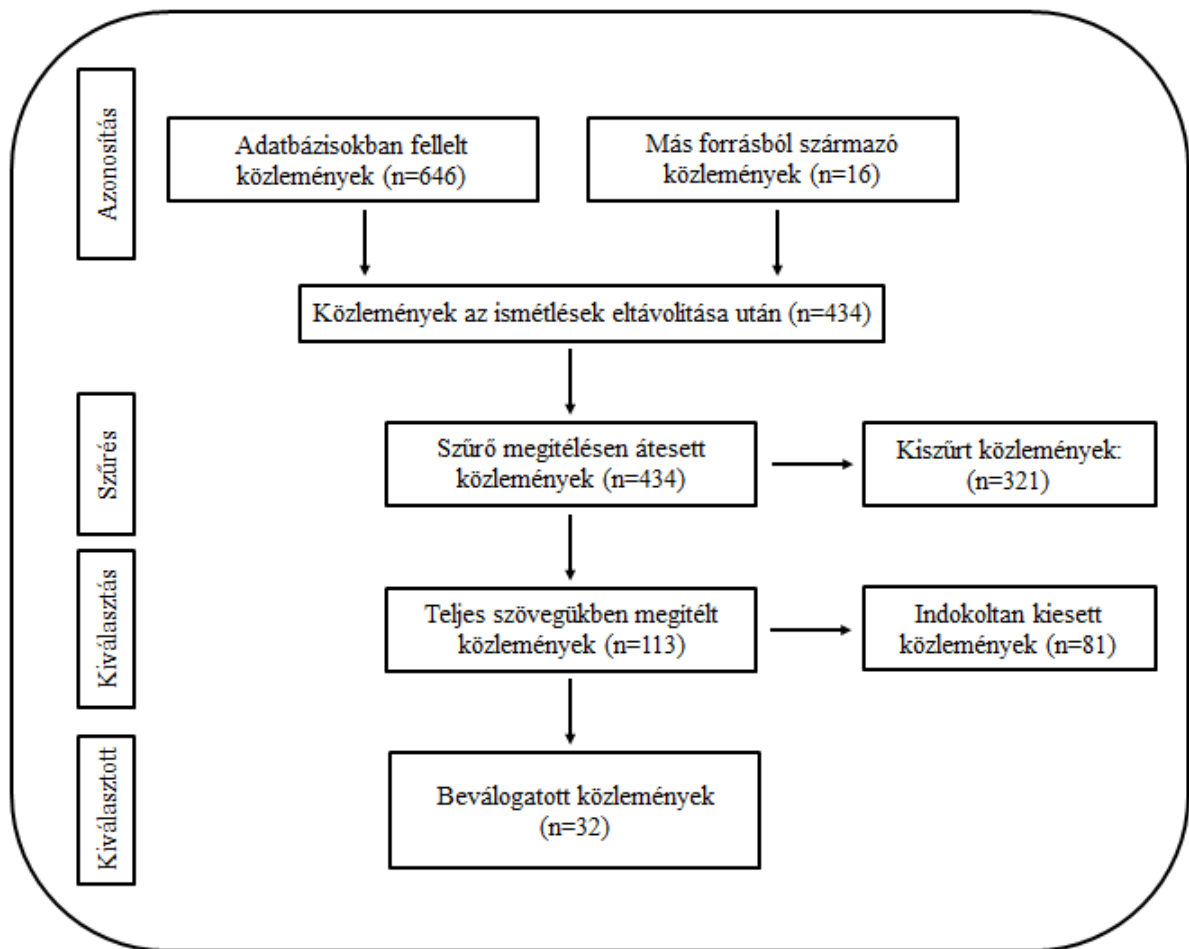 Azonosítás
Adatbázisokban fellelt
közlemények (n=646)
Más forrásból származó
közlemények (n=16)
Közlemények az ismétlések eltávolítása után (n=434)
Szűrés
Szűrő megítélésen átesett
közlemények (n=434)
Kiszűrt közlemények:
(n=321)
Kiválasztás
Teljes szövegükben megítélt
közlemények (n=113)
Indokoltan kiesett
közlemények (n=81)
Kiválasztott
Beválogatott közlemények
(n=32)